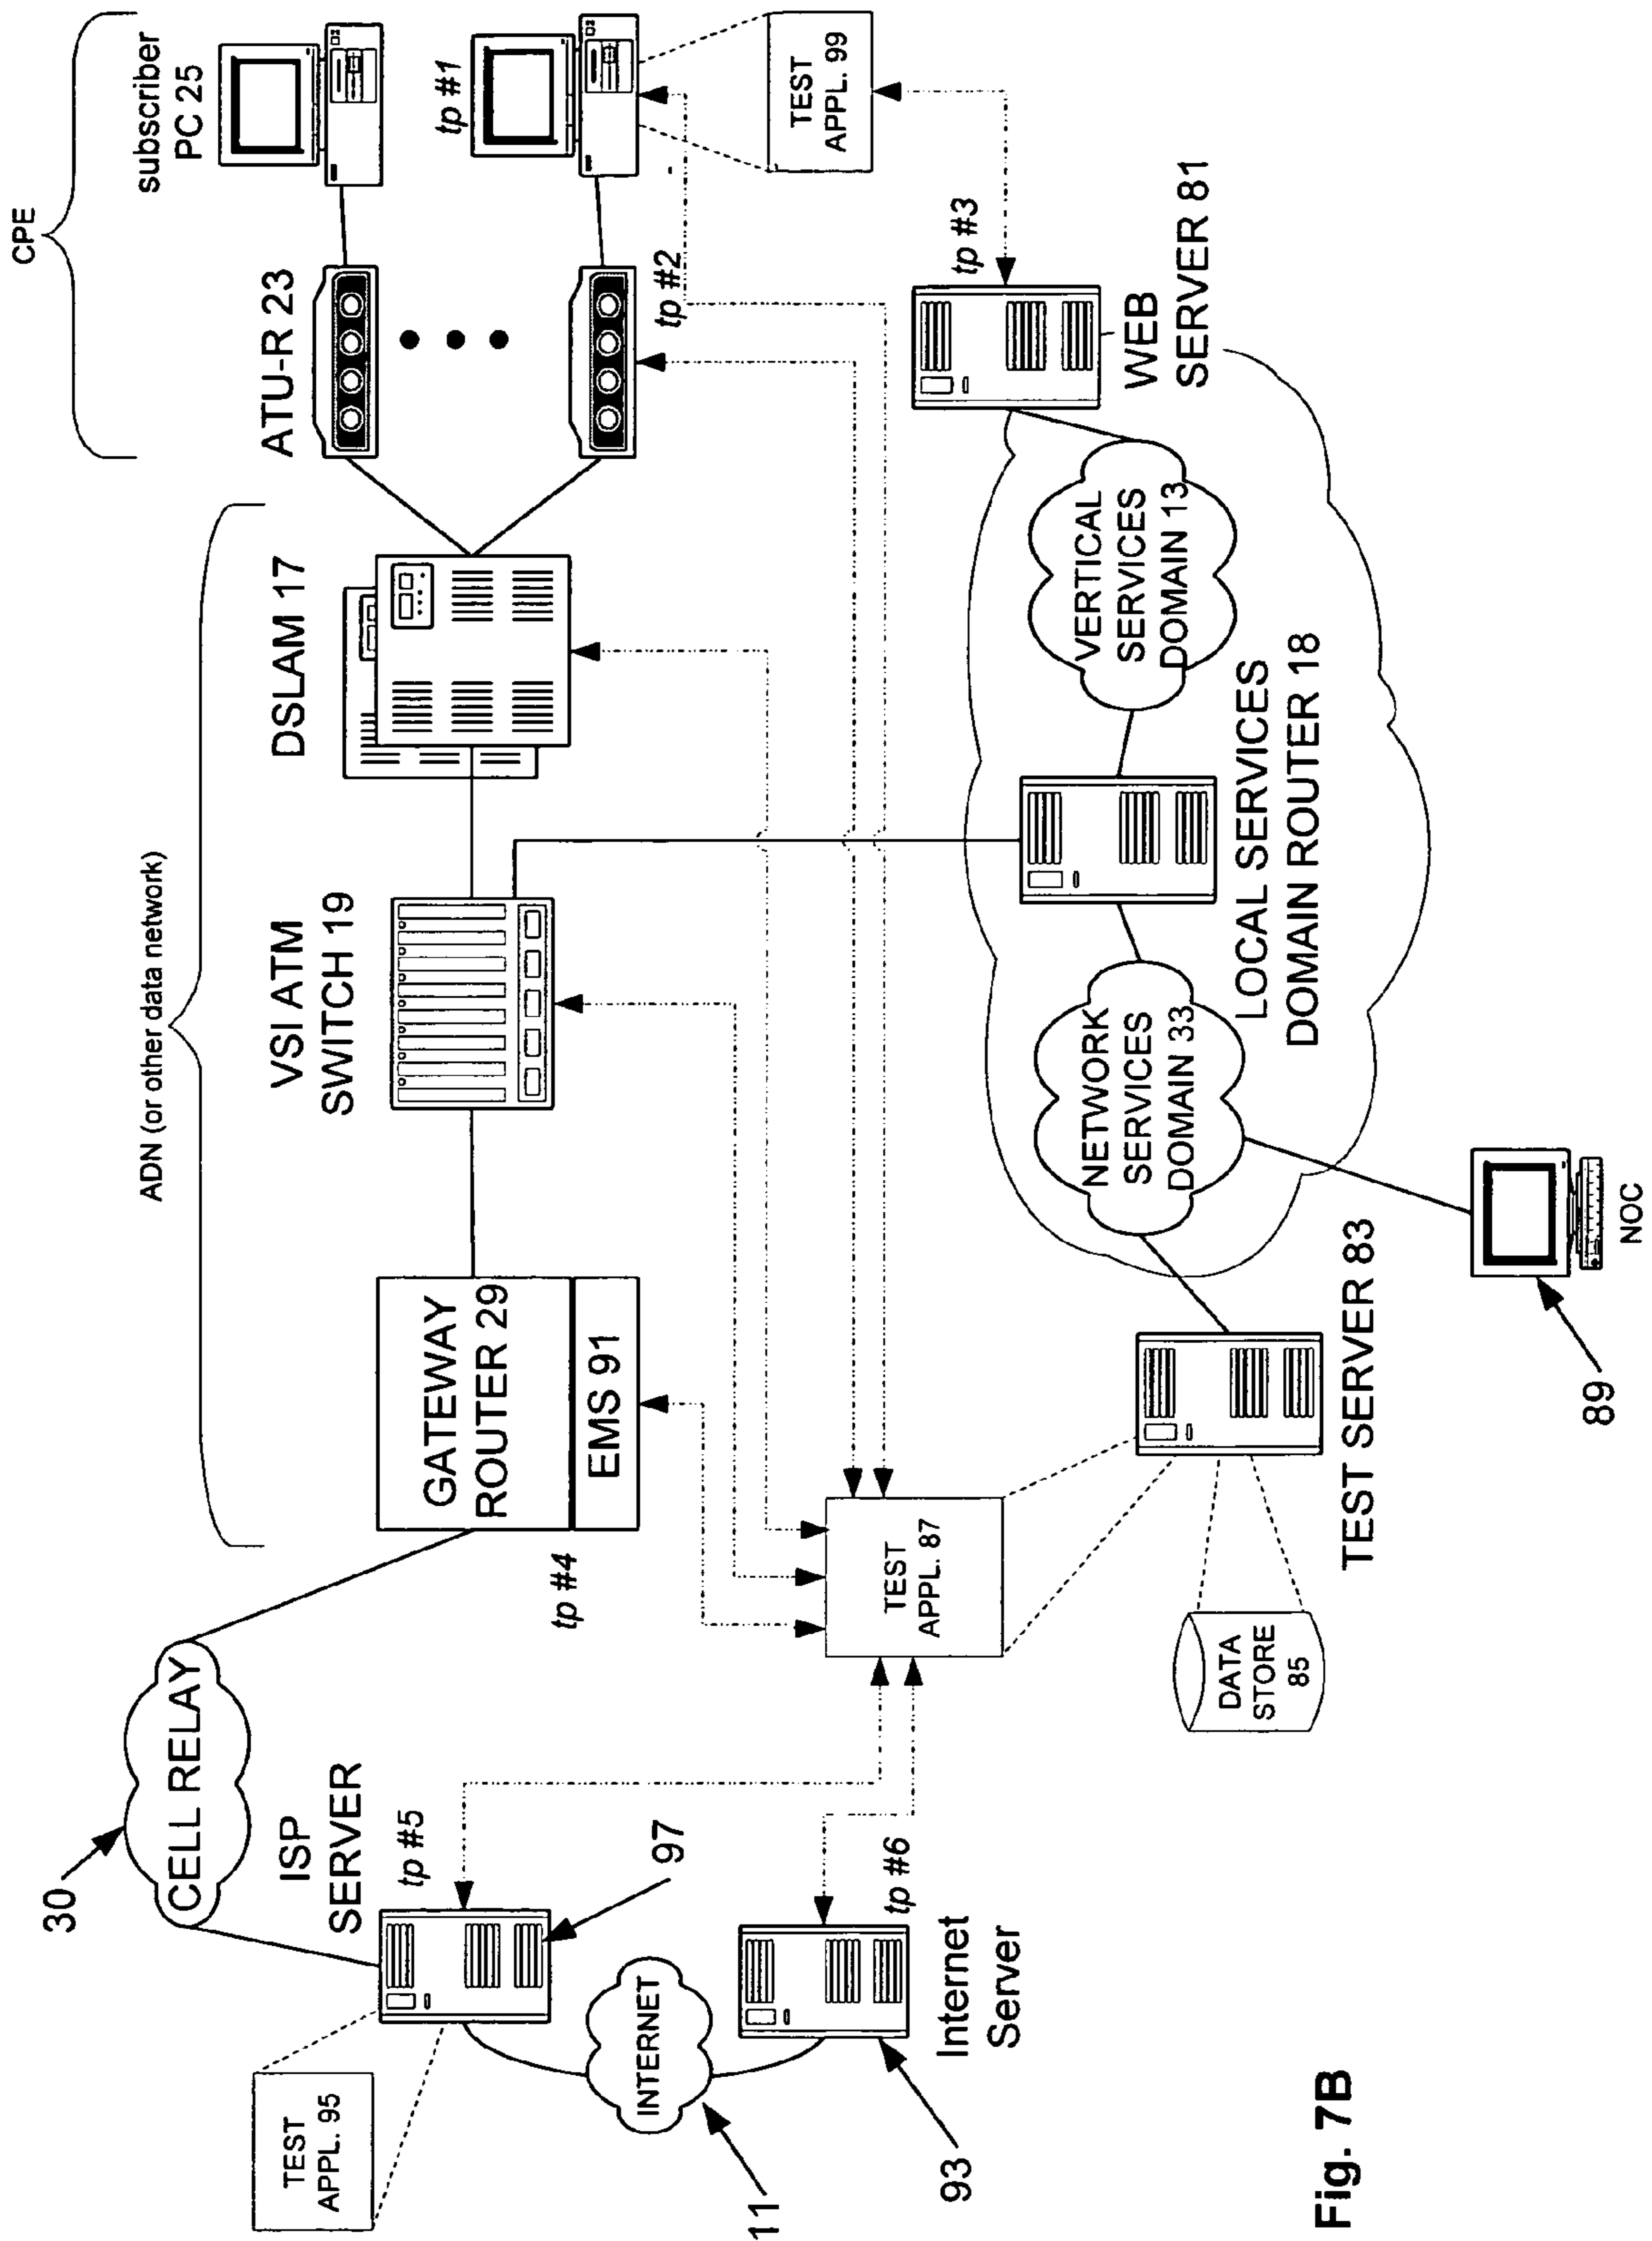 CPE
subscriber
PC 25
tp #1
ATU-R 23
tp #2
TEST
APPL. 99
tp #3
WEB
SERVER 81
ADN (or other data network)
DSLAM 17
VSI ATM
SWITCH 19
GATEWAY
ROUTER 29
EMS 91
tp #4
VERTICAL
SERVICES
DOMAIN 13
LOCAL SERVICES
DOMAIN ROUTER 18
NETWORK
SERVICES
DOMAIN 33
NOC
89
TEST SERVER 83
TEST
APPL. 87
DATA
STORE
85
30
CELL RELAY
ISP
SERVER
tp #5
97
tp #6
Internet
Server
INTERNET
TEST
APPL. 95
11
93
Fig. 7B